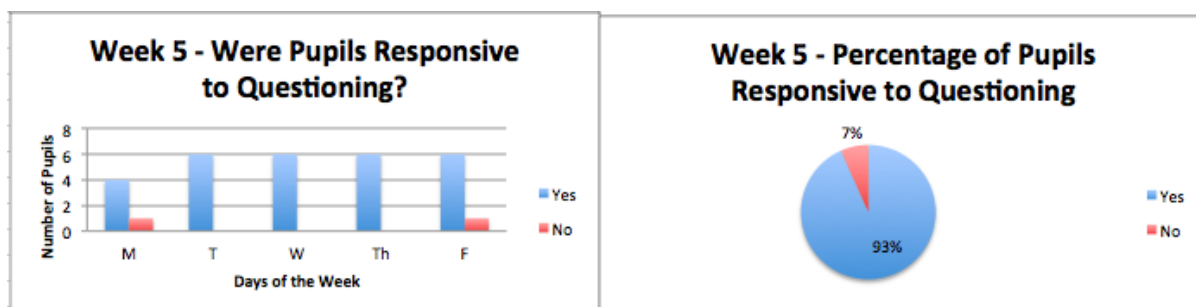 Week 5 - Were Pupils Responsive
to Questioning?
Number of Pupils
8
6
4
2
0
M T W Th F
Days of the Week
Yes
No
Week 5 - Percentage of Pupils
Responsive to Questioning
7%
93%
Yes
No